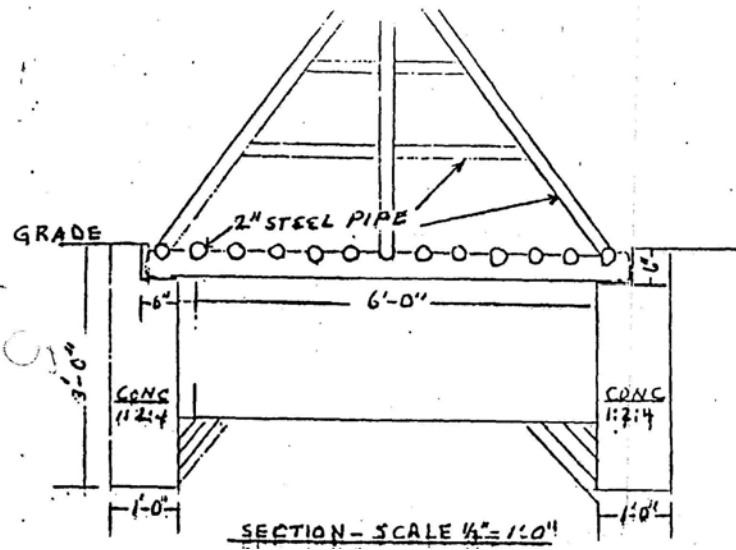 2" STEEL PIPE
GRADE
6"
6"
6'-0"
3'-0"
CONC
1:2:4
CONC
1:2:4
1'-0"
1'-0"
SECTION - SCALE 1/2" = 1'-0"